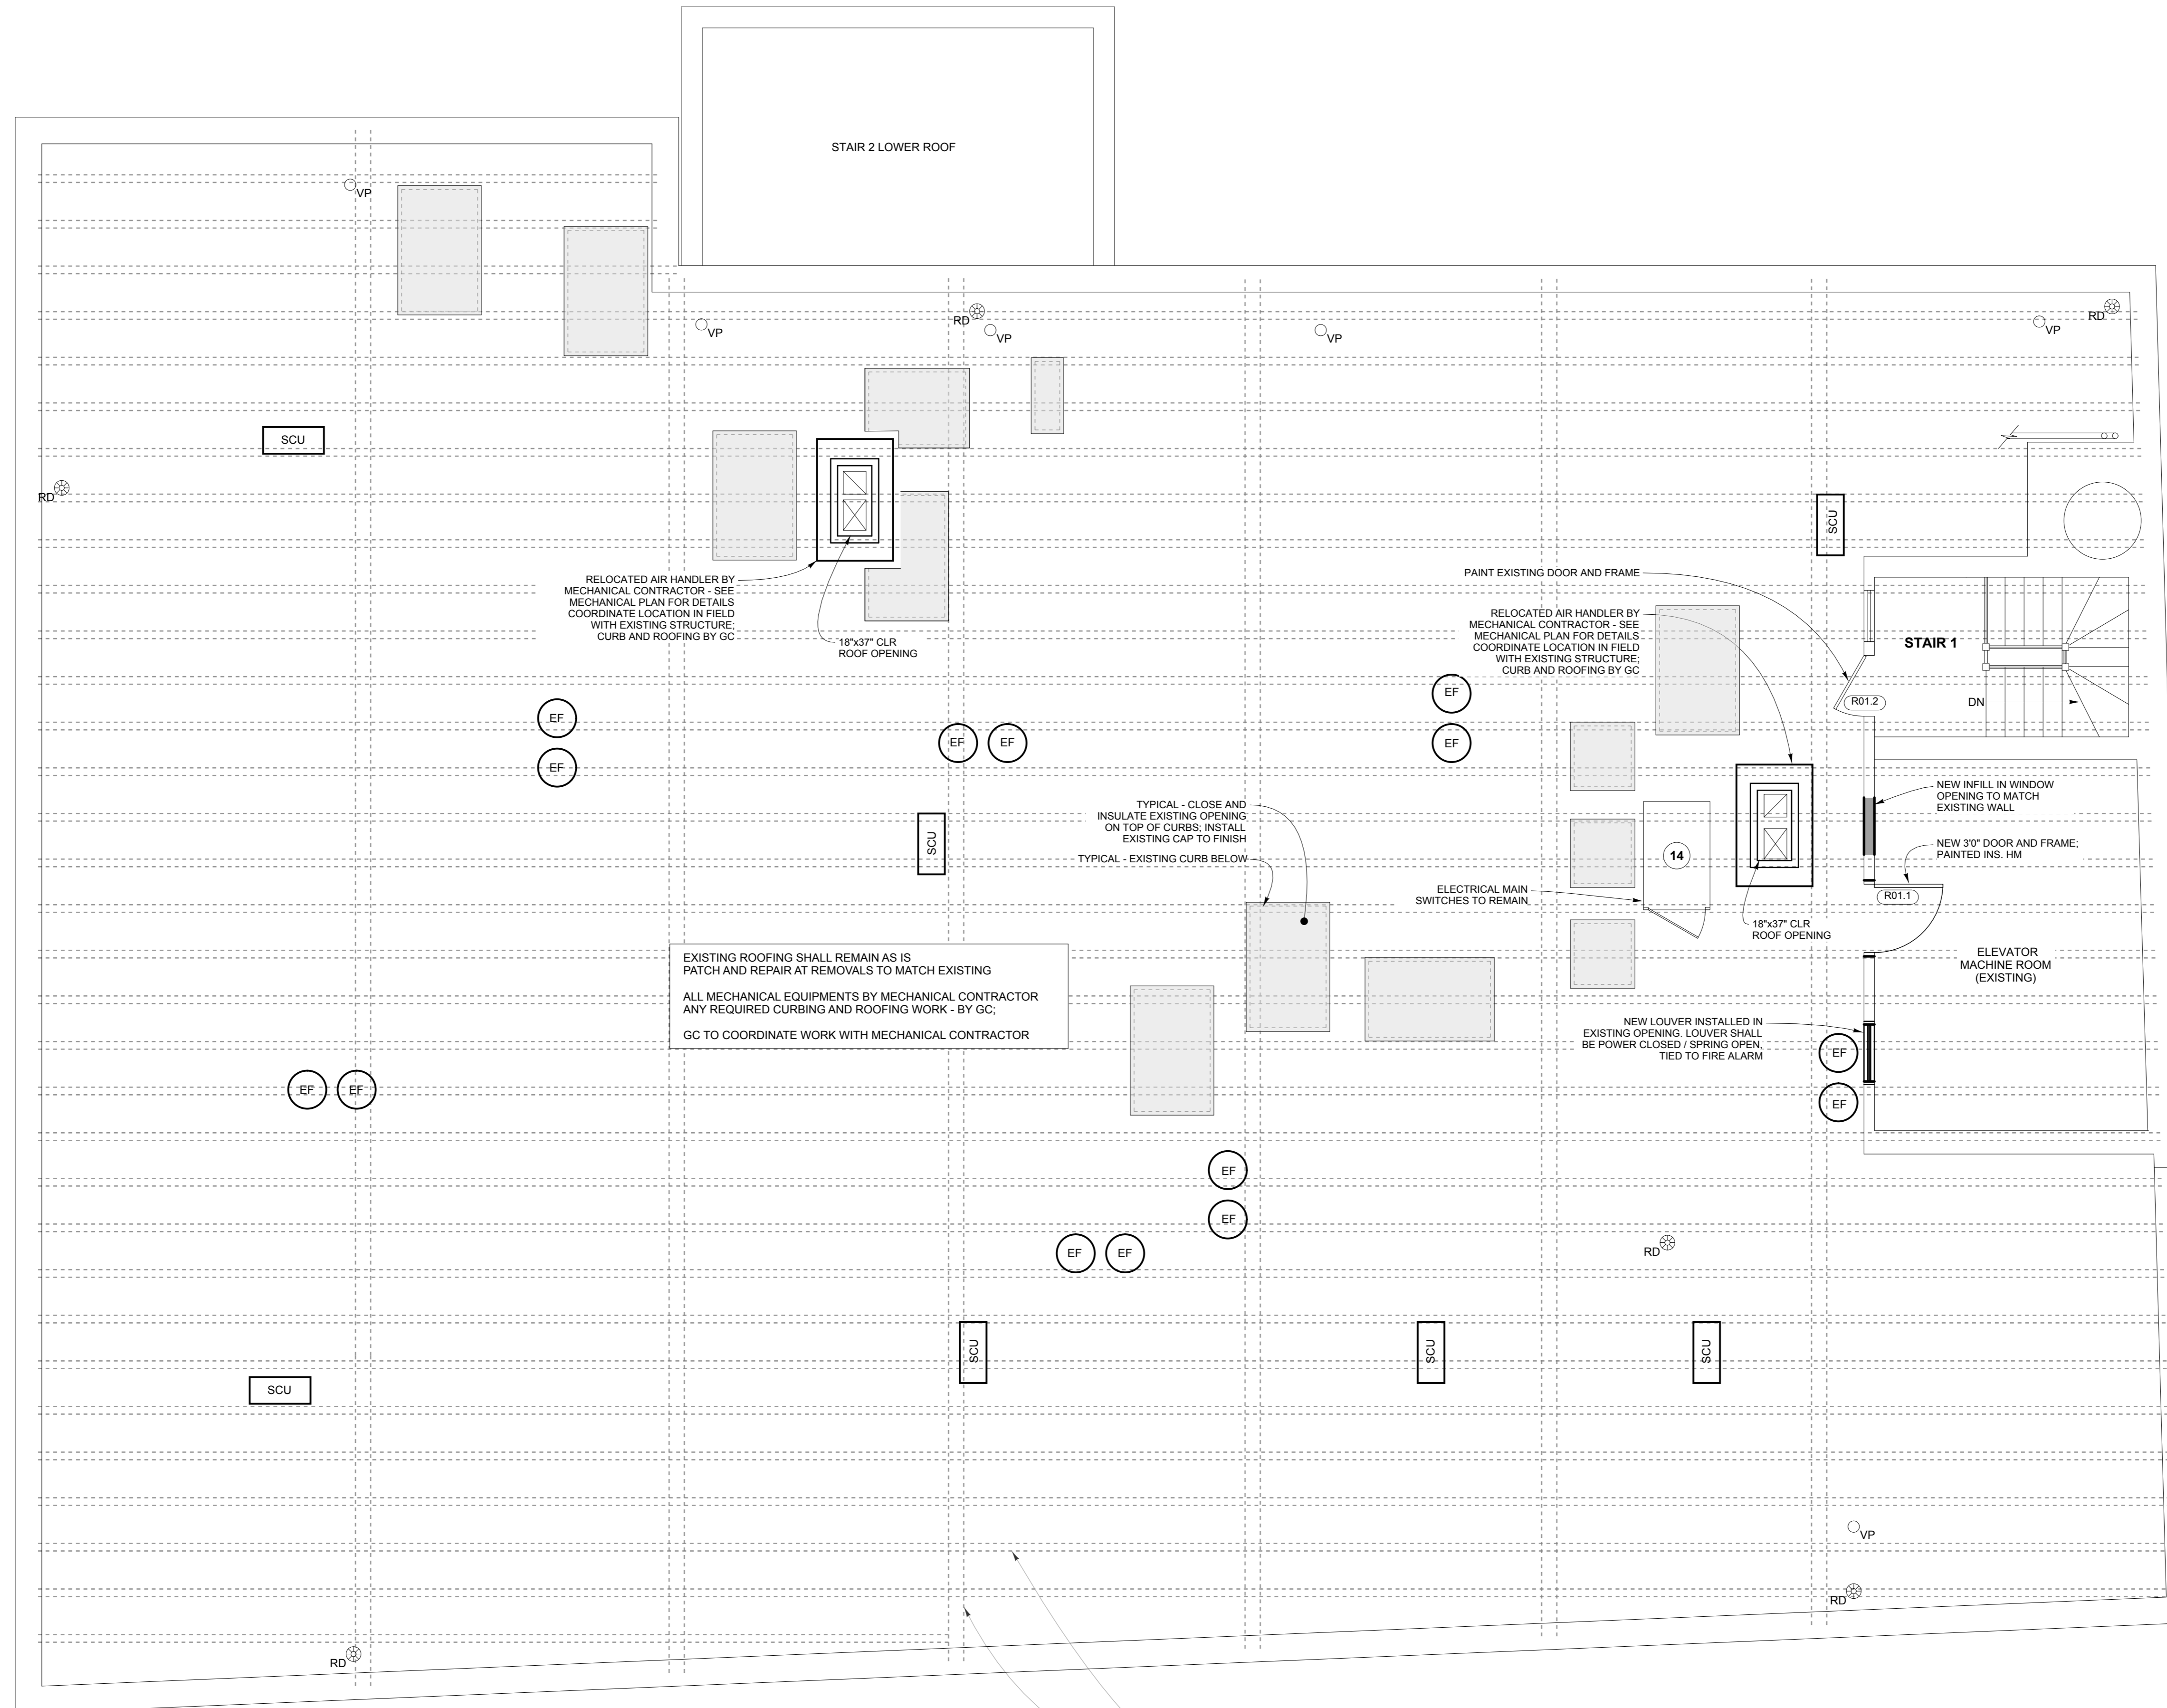 STAIR 2 LOWER ROOF
VP
RD
RD
VP
VP
VP
VP
SCU
RD
SCU
RELOCATED AIR HANDLER BY
MECHANICAL CONTRACTOR - SEE
MECHANICAL PLAN FOR DETAILS
COORDINATE LOCATION IN FIELD
WITH EXISTING STRUCTURE;
CURB AND ROOFING BY GC
18"x37" CLR
ROOF OPENING
PAINT EXISTING DOOR AND FRAME
RELOCATED AIR HANDLER BY
MECHANICAL CONTRACTOR - SEE
MECHANICAL PLAN FOR DETAILS
COORDINATE LOCATION IN FIELD
WITH EXISTING STRUCTURE;
CURB AND ROOFING BY GC
STAIR 1
R01.2
DN
EF
EF
EF
EF
EF
EF
TYPICAL - CLOSE AND
INSULATE EXISTING OPENING
ON TOP OF CURBS; INSTALL
EXISTING CAP TO FINISH
TYPICAL - EXISTING CURB BELOW
SCU
NEW INFILL IN WINDOW
OPENING TO MATCH
EXISTING WALL
NEW 3'0" DOOR AND FRAME;
PAINTED INS. HM
14
ELECTRICAL MAIN
SWITCHES TO REMAIN
R01.1
18"x37" CLR
ROOF OPENING
ELEVATOR
MACHINE ROOM
(EXISTING)
EXISTING ROOFING SHALL REMAIN AS IS
PATCH AND REPAIR AT REMOVALS TO MATCH EXISTING
ALL MECHANICAL EQUIPMENTS BY MECHANICAL CONTRACTOR
ANY REQUIRED CURBING AND ROOFING WORK - BY GC;
GC TO COORDINATE WORK WITH MECHANICAL CONTRACTOR
NEW LOUVER INSTALLED IN
EXISTING OPENING. LOUVER SHALL
BE POWER CLOSED / SPRING OPEN,
TIED TO FIRE ALARM
EF
EF
EF
EF
EF
EF
EF
EF
RD
SCU
SCU
SCU
SCU
VP
RD
RD